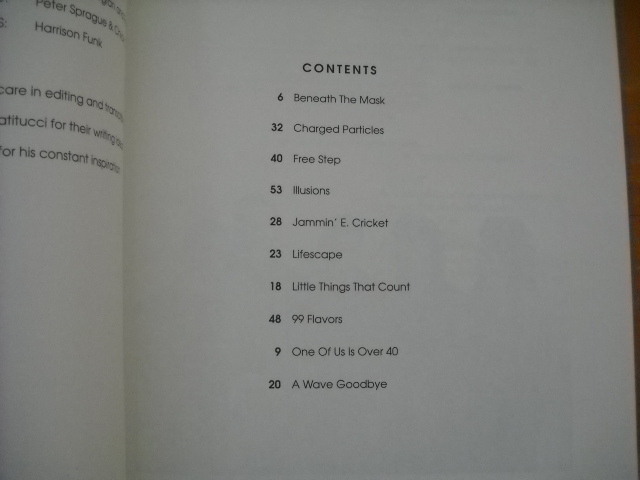 Peter Sprague &
S: Harrison Funk
care in editing and
atitucci for their writing
for his constant inspiration
CONTENTS
6 Beneath The Mask
32 Charged Particles
40 Free Step
53 Illusions
28 Jammin' E. Cricket
23 Lifescape
18 Little Things That Count
48 99 Flavors
9 One Of Us Is Over 40
20 A Wave Goodbye